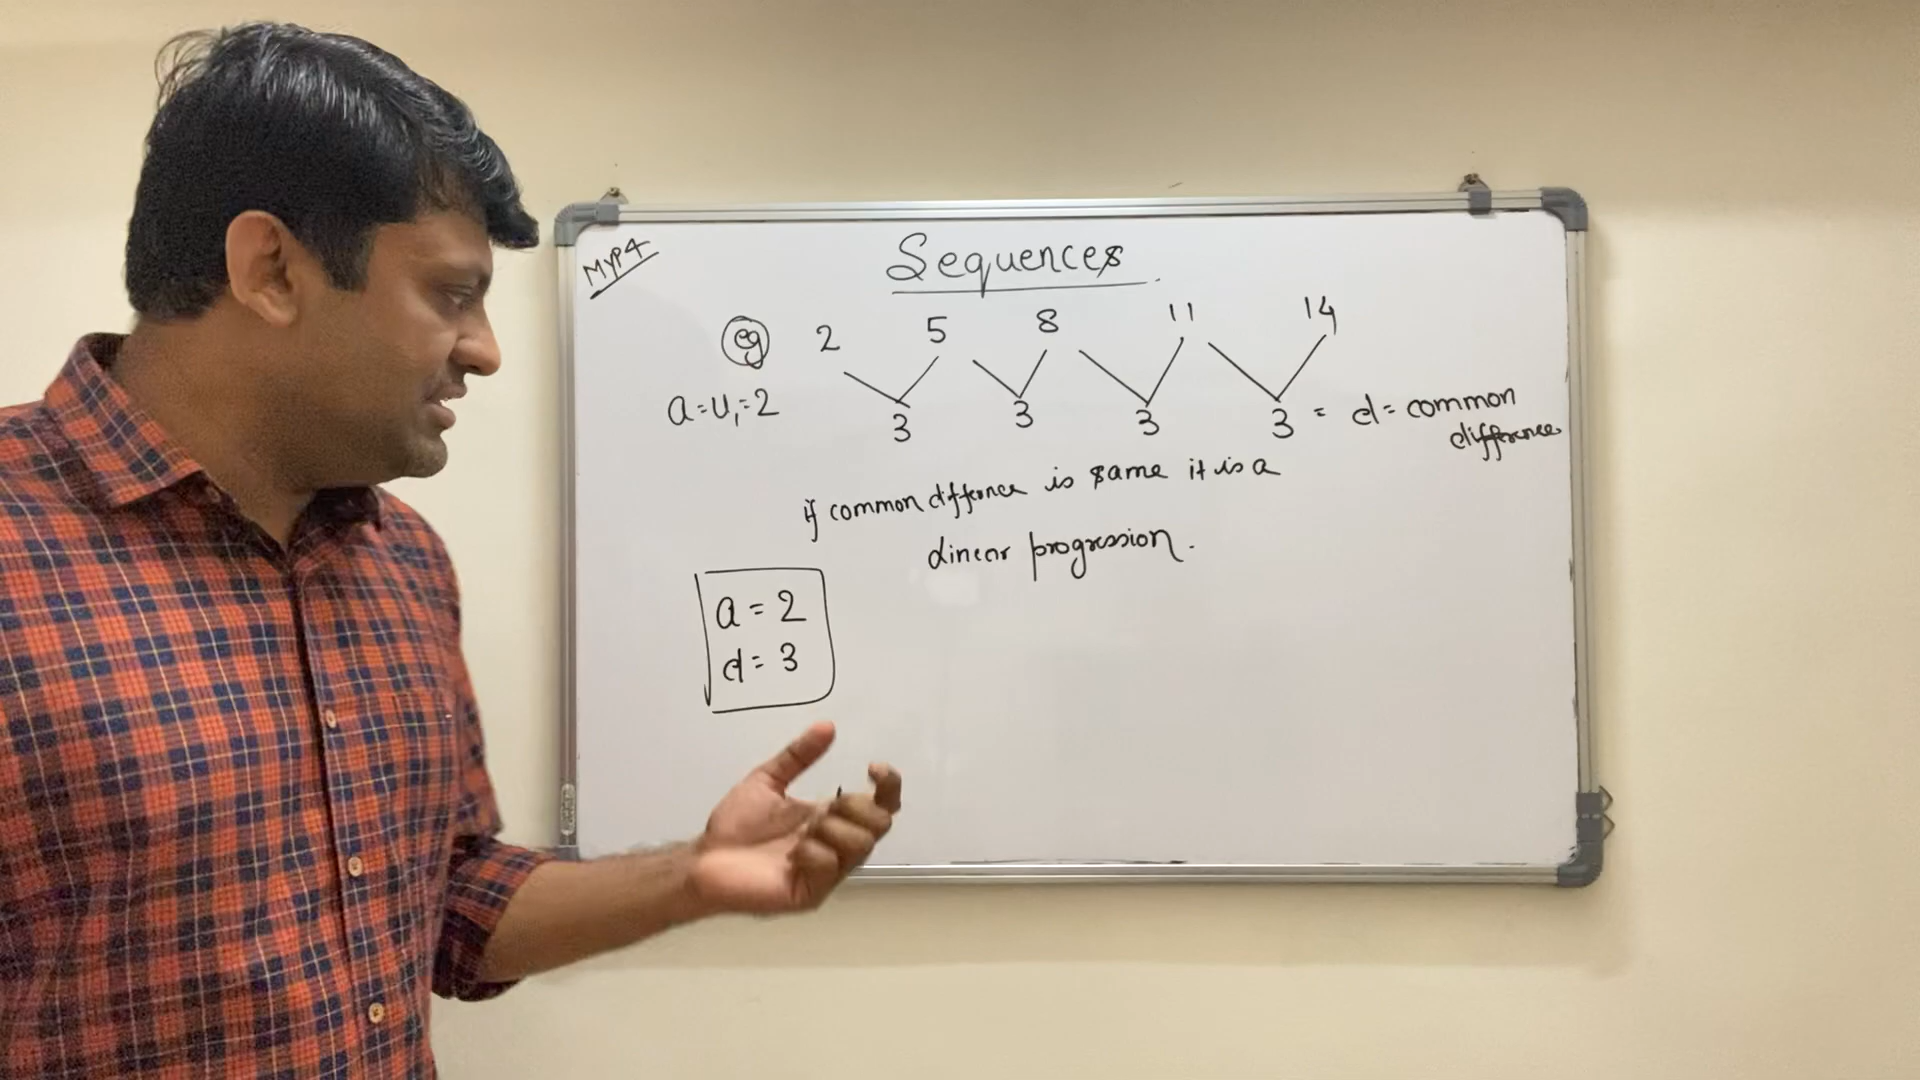 MYP4
Sequences
eg 2 5 8 11 14
a=U₁=2
3 3 3 3 = d = common
difference
if common diffence is same it is a
Linear progression.
a = 2
d = 3